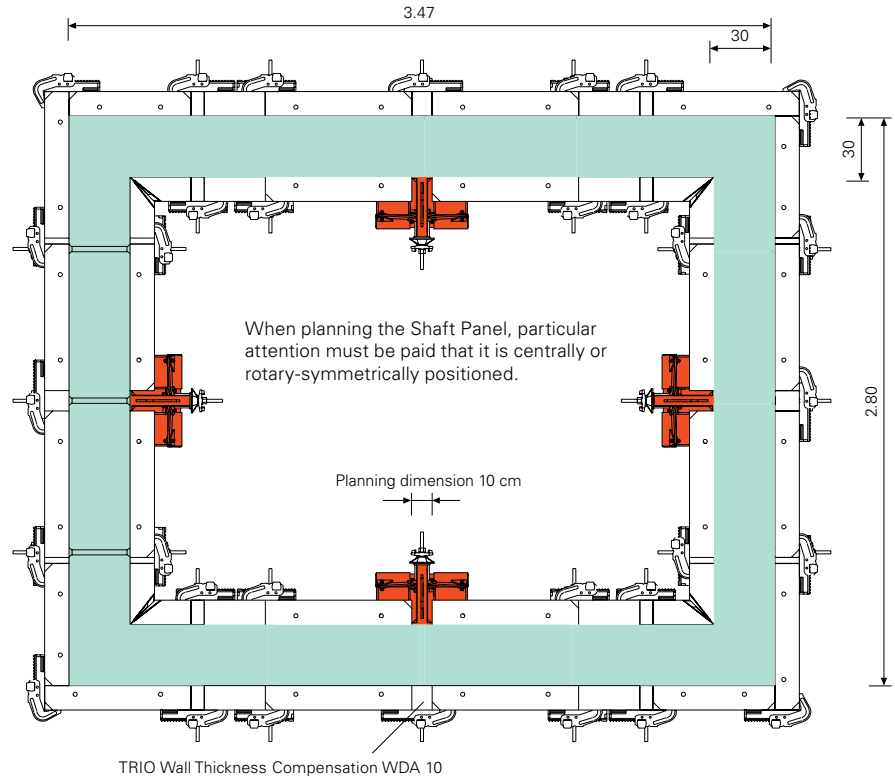 3.47
30
30
When planning the Shaft Panel, particular
attention must be paid that it is centrally or
rotary-symmetrically positioned.
2.80
Planning dimension 10 cm
TRIO Wall Thickness Compensation WDA 10